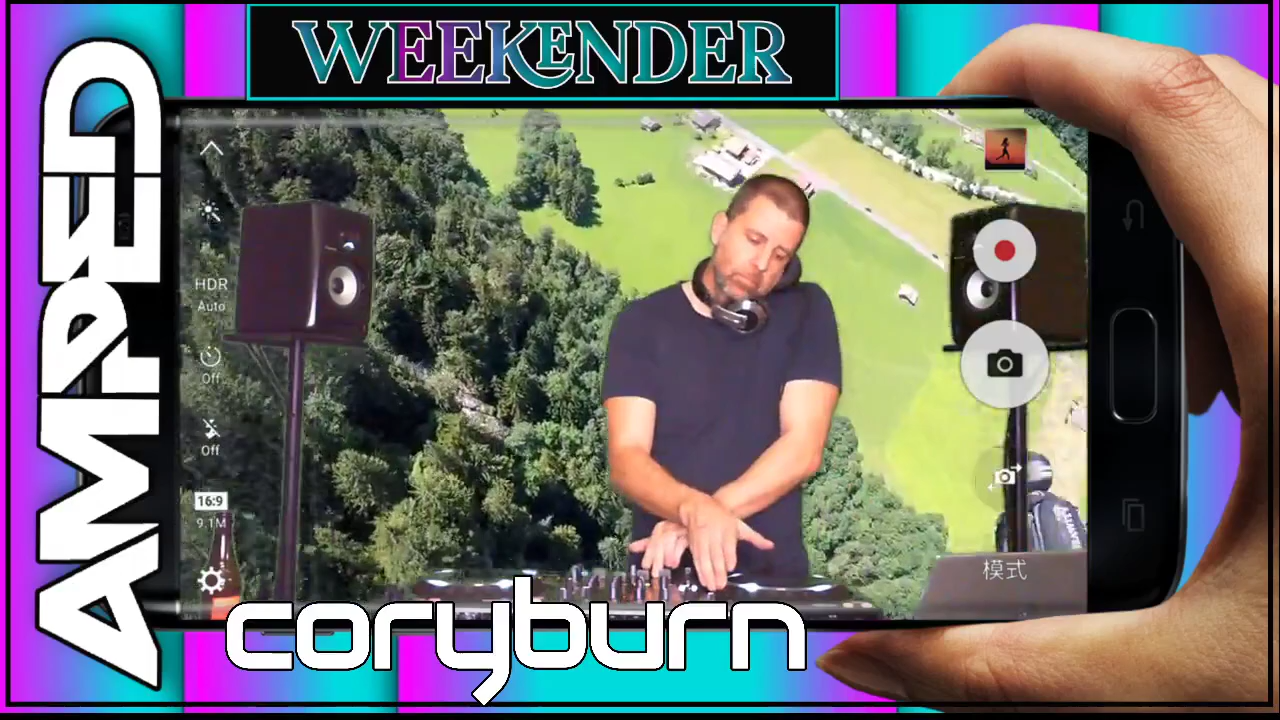 WEEKENDER
AMPED
HDR
Auto
Off
Off
16:9
9.1M
模式
coryburn